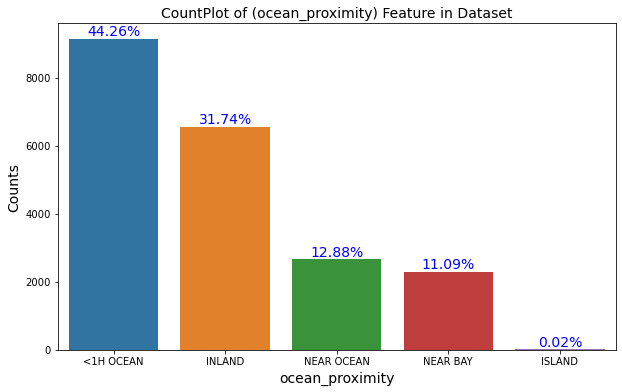 CountPlot of (ocean_proximity) Feature in Dataset
44.26%
31.74%
12.88%
11.09%
0.02%
8000
6000
4000
2000
0
Counts
<1H OCEAN
INLAND
NEAR OCEAN
NEAR BAY
ISLAND
ocean_proximity